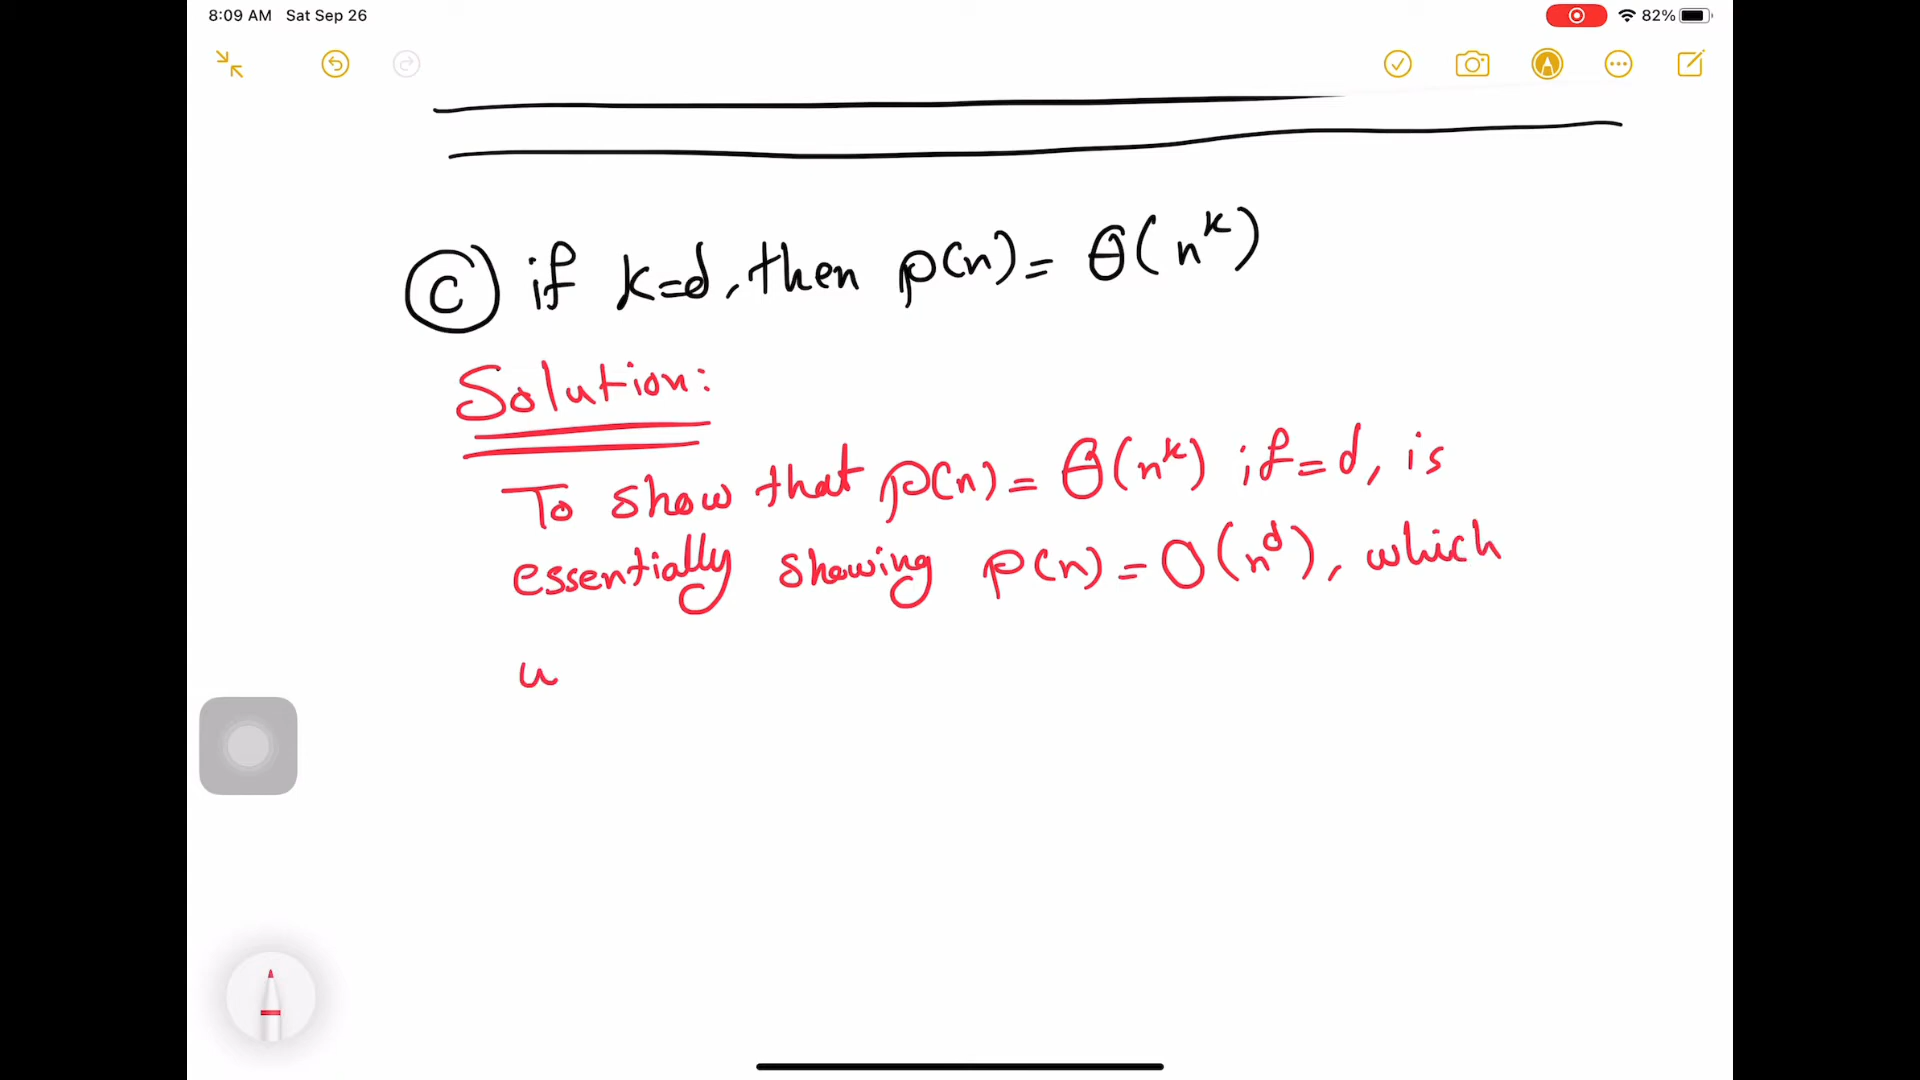 8:09 AM Sat Sep 26
82%
C if k=d, then p(n)= θ(n^k)
Solution:
To show that p(n)= θ(n^k) if=d, is
essentially showing p(n)=O(n^d), which
u